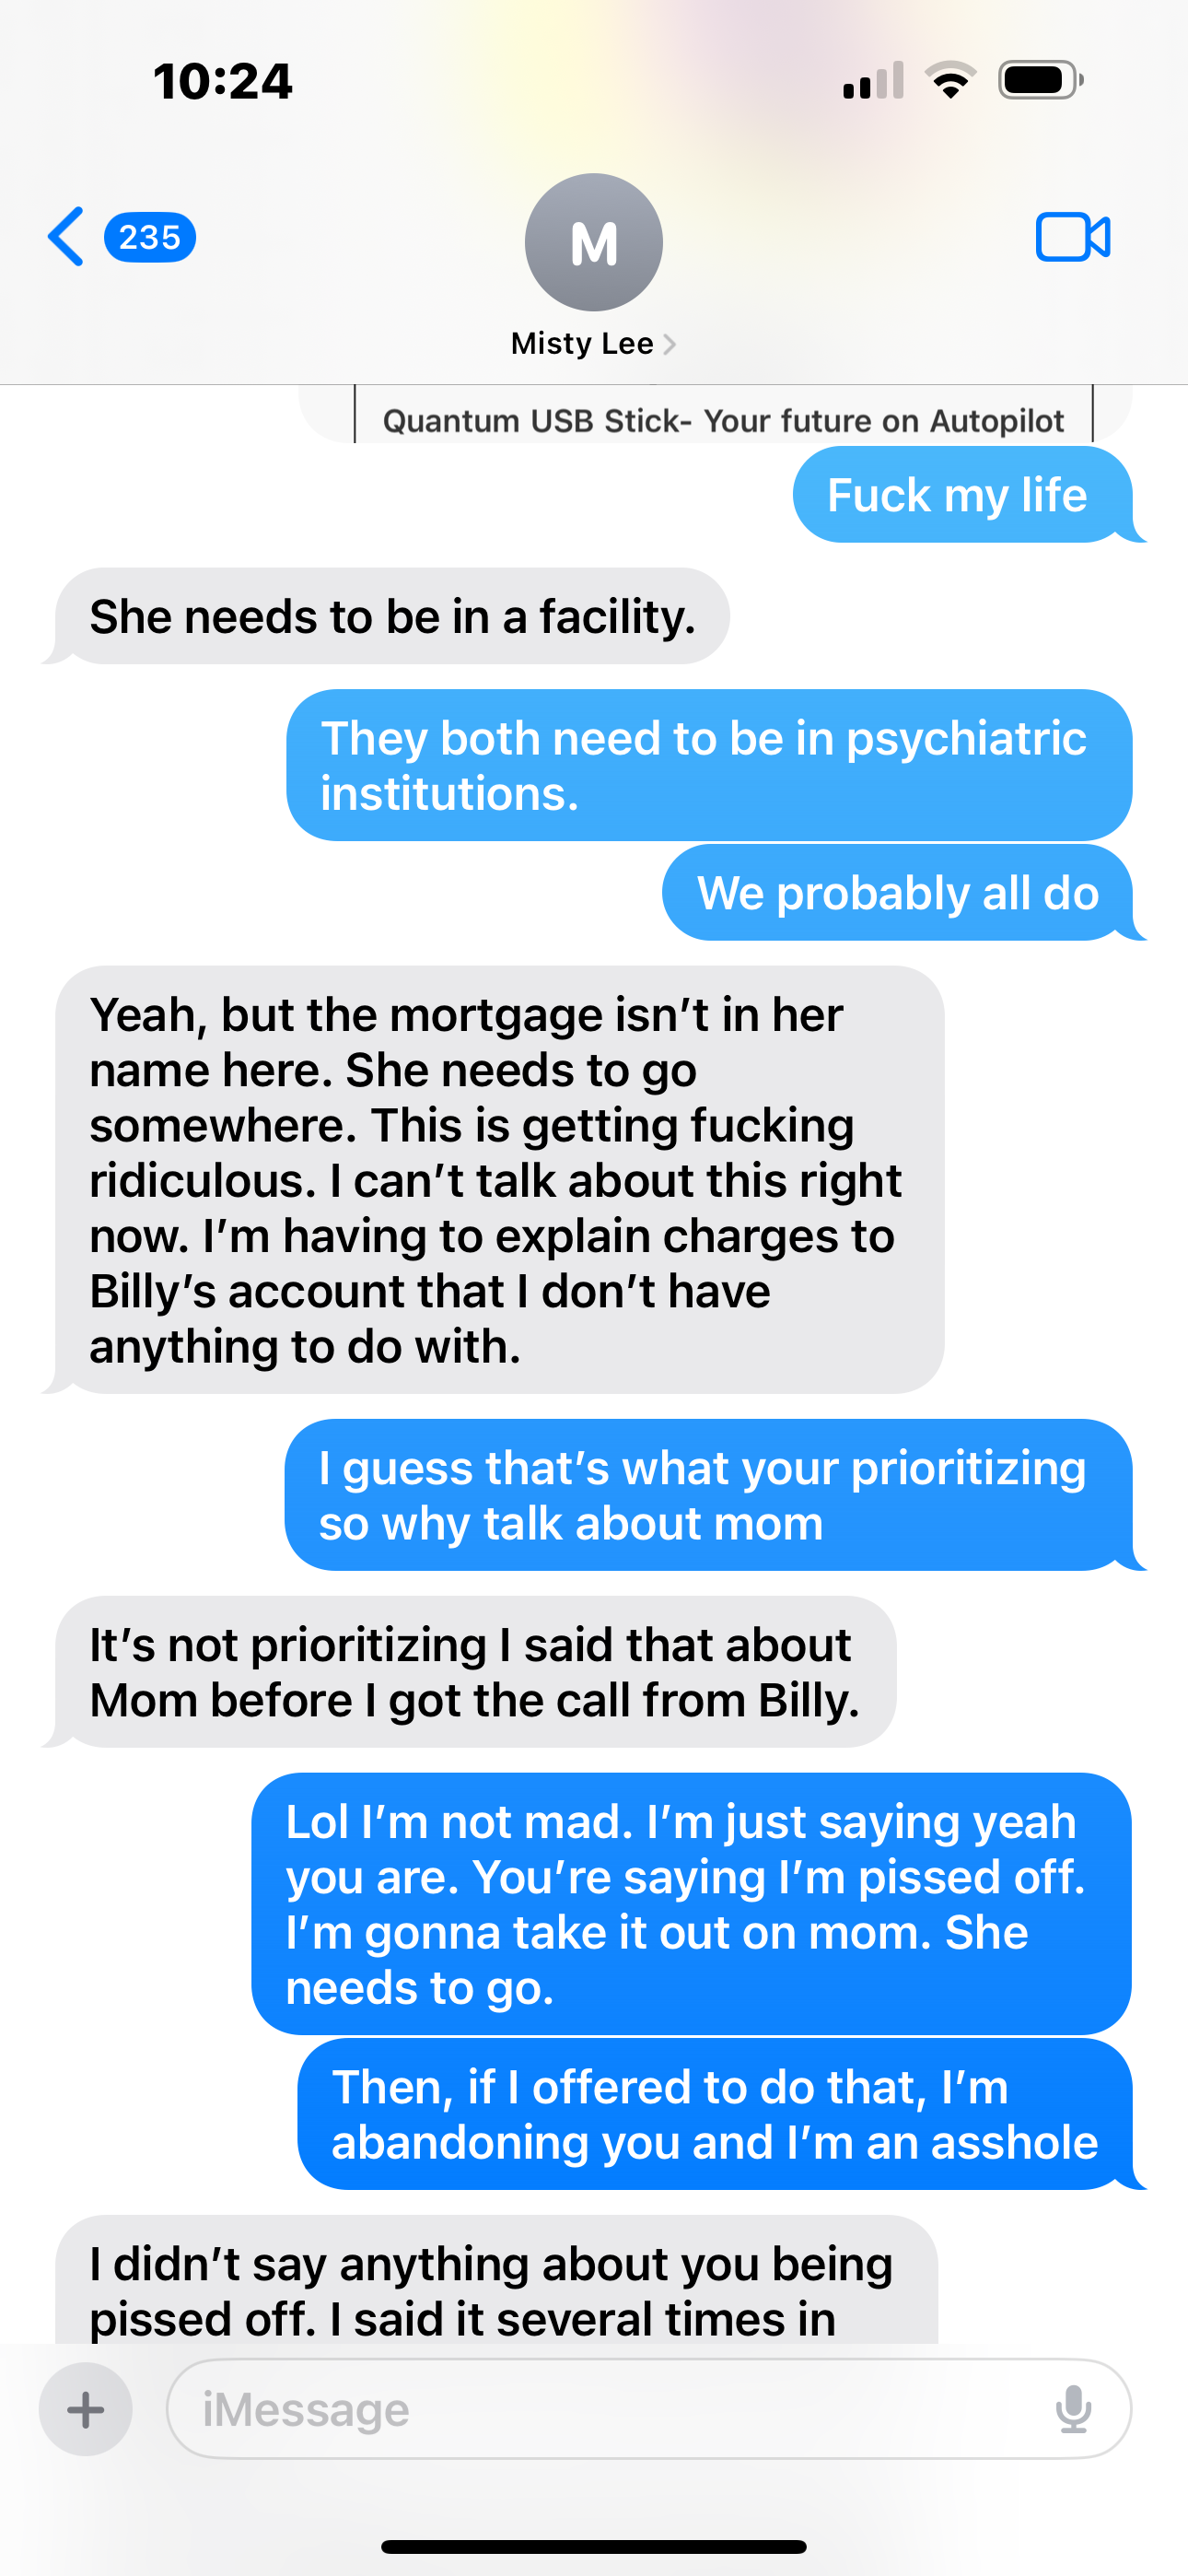 10:24
235
M
Misty Lee
Quantum USB Stick- Your future on Autopilot
Fuck my life
She needs to be in a facility.
They both need to be in psychiatric
institutions.
We probably all do
Yeah, but the mortgage isn’t in her
name here. She needs to go
somewhere. This is getting fucking
ridiculous. I can’t talk about this right
now. I’m having to explain charges to
Billy’s account that I don’t have
anything to do with.
I guess that’s what your prioritizing
so why talk about mom
It’s not prioritizing I said that about
Mom before I got the call from Billy.
Lol I’m not mad. I’m just saying yeah
you are. You’re saying I’m pissed off.
I’m gonna take it out on mom. She
needs to go.
Then, if I offered to do that, I’m
abandoning you and I’m an asshole
I didn’t say anything about you being
pissed off. I said it several times in
iMessage